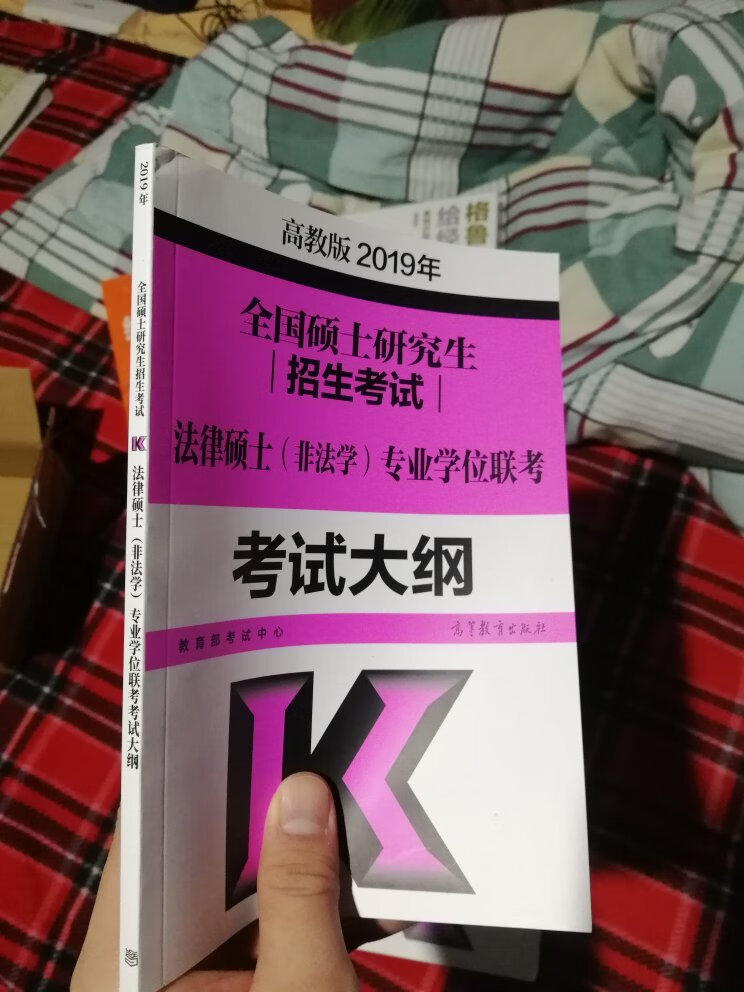 高教版 2019年
全国硕士研究生
招生考试
法律硕士（非法学）专业学位联考
考试大纲
教育部考试中心
高等教育出版社
K
2019年
全国硕士研究生招生考试
K
法律硕士（非法学）专业学位联考考试大纲
格鲁
给经